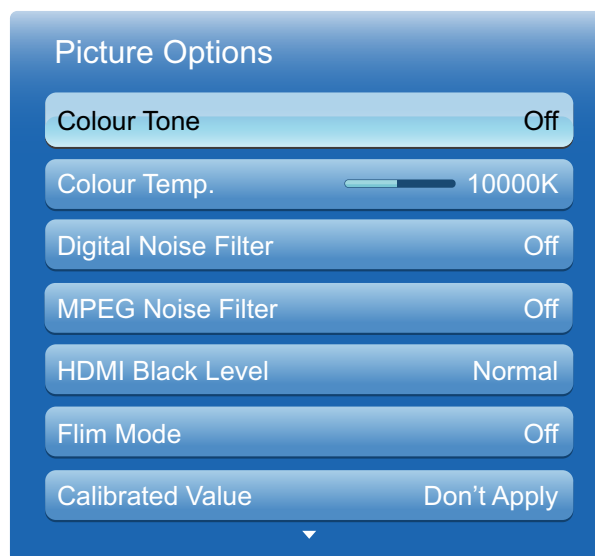 Picture Options
Colour Tone Off
Colour Temp. 10000K
Digital Noise Filter Off
MPEG Noise Filter Off
HDMI Black Level Normal
Flim Mode Off
Calibrated Value Don’t Apply